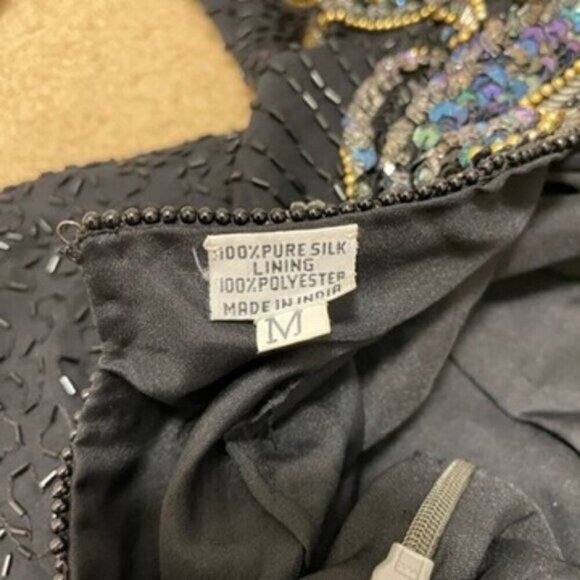 100% PURE SILK
LINING
100% POLYESTER
MADE IN INDIA
M